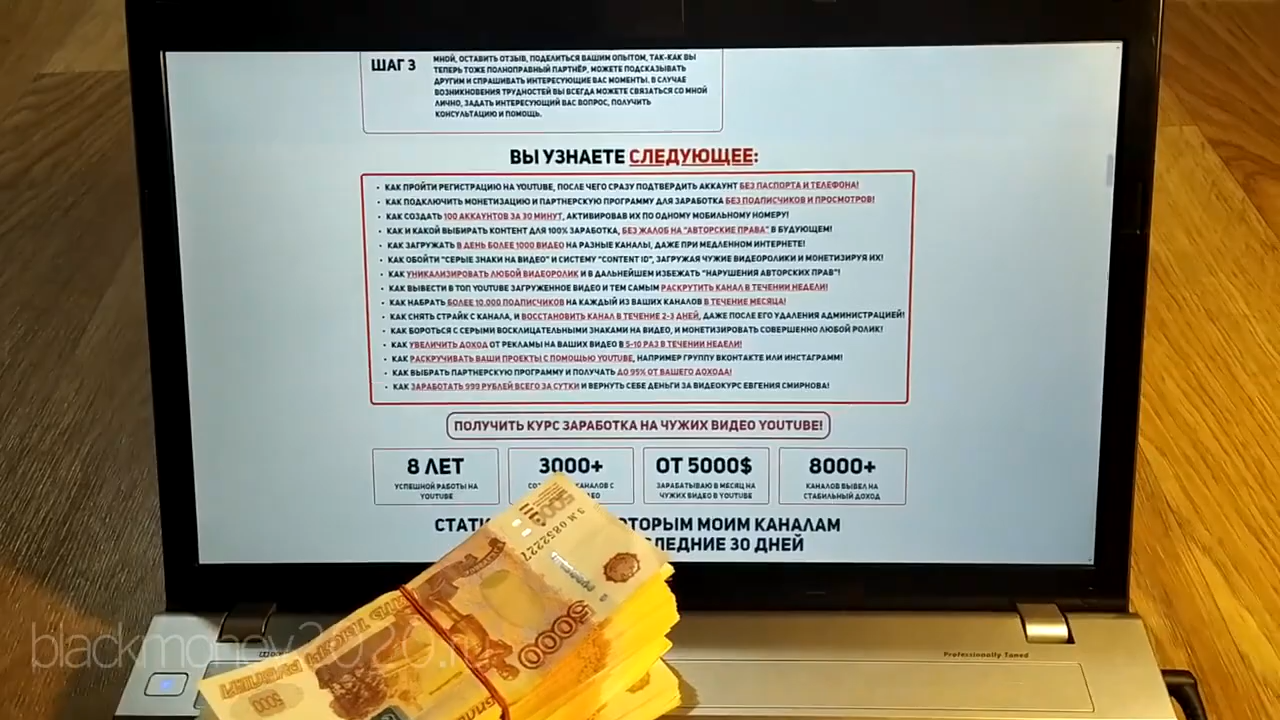 ШАГ 3
МНОЙ, ОСТАВИТЬ ОТЗЫВ, ПОДЕЛИТЬСЯ ВАШИМ ОПЫТОМ, ТАК-КАК ВЫ
ТЕПЕРЬ ТОЖЕ ПОЛНОПРАВНЫЙ ПАРТНЁР, МОЖЕТЕ ПОДСКАЗЫВАТЬ
ДРУГИМ И СПРАШИВАТЬ ИНТЕРЕСУЮЩИЕ ВАС МОМЕНТЫ. В СЛУЧАЕ
ВОЗНИКНОВЕНИЯ ТРУДНОСТЕЙ ВЫ ВСЕГДА МОЖЕТЕ СВЯЗАТЬСЯ СО МНОЙ
ЛИЧНО, ЗАДАТЬ ИНТЕРЕСУЮЩИЙ ВАС ВОПРОС, ПОЛУЧИТЬ
КОНСУЛЬТАЦИЮ И ПОМОЩЬ.
ВЫ УЗНАЕТЕ СЛЕДУЮЩЕЕ:
• КАК ПРОЙТИ РЕГИСТРАЦИЮ НА YOUTUBE, ПОСЛЕ ЧЕГО СРАЗУ ПОДТВЕРДИТЬ АККАУНТ БЕЗ ПАСПОРТА И ТЕЛЕФОНА!
• КАК ПОДКЛЮЧИТЬ МОНЕТИЗАЦИЮ И ПАРТНЕРСКУЮ ПРОГРАММУ ДЛЯ ЗАРАБОТКА БЕЗ ПОДПИСЧИКОВ И ПРОСМОТРОВ!
• КАК СОЗДАТЬ 100 АККАУНТОВ ЗА 30 МИНУТ, АКТИВИРОВАВ ИХ ПО ОДНОМУ МОБИЛЬНОМУ НОМЕРУ!
• КАК И КАКОЙ ВЫБИРАТЬ КОНТЕНТ ДЛЯ 100% ЗАРАБОТКА, БЕЗ ЖАЛОБ НА "АВТОРСКИЕ ПРАВА" В БУДУЮЩЕМ!
• КАК ЗАГРУЖАТЬ В ДЕНЬ БОЛЕЕ 1000 ВИДЕО НА РАЗНЫЕ КАНАЛЫ, ДАЖЕ ПРИ МЕДЛЕННОМ ИНТЕРНЕТЕ!
• КАК ОБОЙТИ "СЕРЫЕ ЗНАКИ НА ВИДЕО" И СИСТЕМУ "CONTENT ID", ЗАГРУЖАЯ ЧУЖИЕ ВИДЕОРОЛИКИ И МОНЕТИЗИРУЯ ИХ!
• КАК УНИКАЛИЗИРОВАТЬ ЛЮБОЙ ВИДЕОРОЛИК И В ДАЛЬНЕЙШЕМ ИЗБЕЖАТЬ "НАРУШЕНИЯ АВТОРСКИХ ПРАВ"!
• КАК ВЫВЕСТИ В ТОП YOUTUBE ЗАГРУЖЕННОЕ ВИДЕО И ТЕМ САМЫМ РАСКРУТИТЬ КАНАЛ В ТЕЧЕНИИ НЕДЕЛИ!
• КАК НАБРАТЬ БОЛЕЕ 10.000 ПОДПИСЧИКОВ НА КАЖДЫЙ ИЗ ВАШИХ КАНАЛОВ В ТЕЧЕНИЕ МЕСЯЦА!
• КАК СНЯТЬ СТРАЙК С КАНАЛА, И ВОССТАНОВИТЬ КАНАЛ В ТЕЧЕНИЕ 2-3 ДНЕЙ, ДАЖЕ ПОСЛЕ ЕГО УДАЛЕНИЯ АДМИНИСТРАЦИЕЙ!
• КАК БОРОТЬСЯ С СЕРЫМИ ВОСКЛИЦАТЕЛЬНЫМИ ЗНАКАМИ НА ВИДЕО, И МОНЕТИЗИРОВАТЬ СОВЕРШЕННО ЛЮБОЙ РОЛИК!
• КАК УВЕЛИЧИТЬ ДОХОД ОТ РЕКЛАМЫ НА ВАШИХ ВИДЕО В 5-10 РАЗ В ТЕЧЕНИИ НЕДЕЛИ!
• КАК РАСКРУЧИВАТЬ ВАШИ ПРОЕКТЫ С ПОМОЩЬЮ YOUTUBE, НАПРИМЕР ГРУППУ ВКОНТАКТЕ ИЛИ ИНСТАГРАММ!
• КАК ВЫБРАТЬ ПАРТНЕРСКУЮ ПРОГРАММУ И ПОЛУЧАТЬ ДО 95% ОТ ВАШЕГО ДОХОДА!
• КАК ЗАРАБОТАТЬ 999 РУБЛЕЙ ВСЕГО ЗА СУТКИ И ВЕРНУТЬ СЕБЕ ДЕНЬГИ ЗА ВИДЕОКУРС ЕВГЕНИЯ СМИРНОВА!
ПОЛУЧИТЬ КУРС ЗАРАБОТКА НА ЧУЖИХ ВИДЕО YOUTUBE!
8 ЛЕТ
УСПЕШНОЙ РАБОТЫ НА
YOUTUBE
3000+
КАНАЛОВ С
ОТ 5000$
ЗАРАБАТЫВАЮ В МЕСЯЦ НА
ЧУЖИХ ВИДЕО В YOUTUBE
8000+
КАНАЛОВ ВЫВЕЛ НА
СТАБИЛЬНЫЙ ДОХОД
МОИМ КАНАЛАМ
30 ДНЕЙ
5000
ЗМ 0852227
5000
РУБЛЕЙ
5000
Professionally Tuned
blackmoney2020.ru